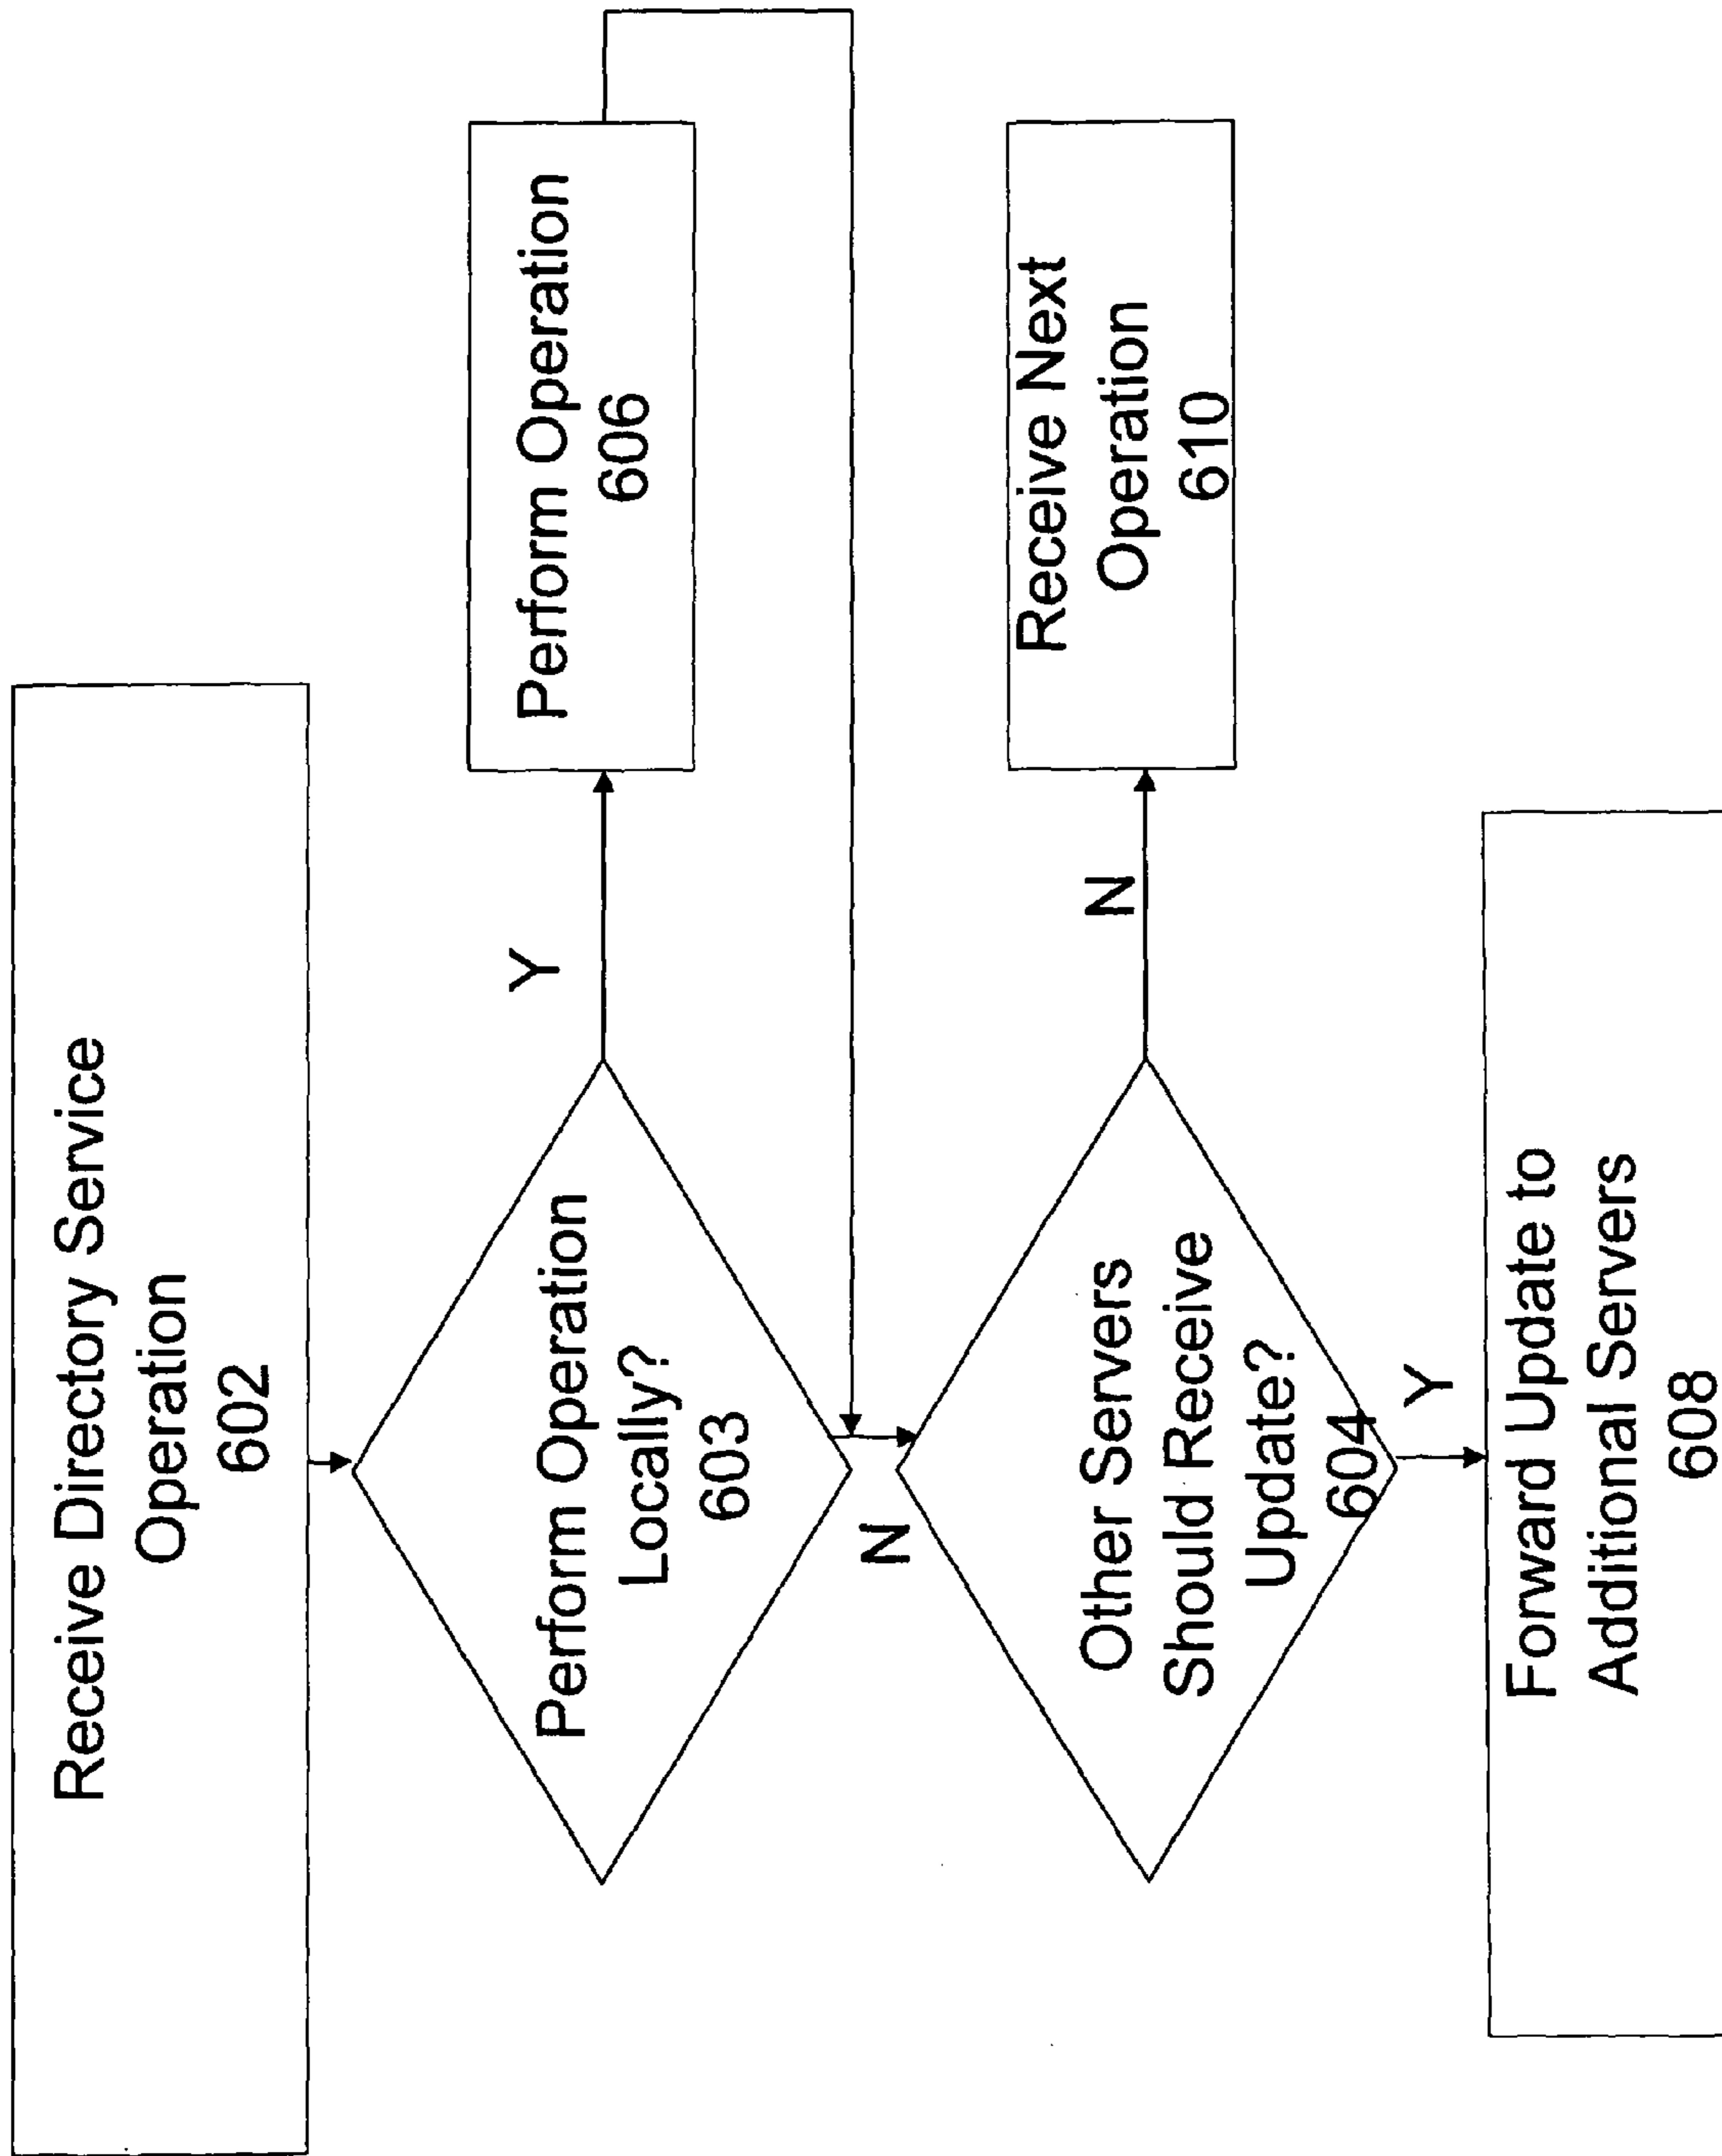 Receive Directory Service
Operation
602
Perform Operation
Locally?
603
Y
Perform Operation
606
N
Other Servers
Should Receive
Update?
604
N
Receive Next
Operation
610
Y
Forward Update to
Additional Servers
608